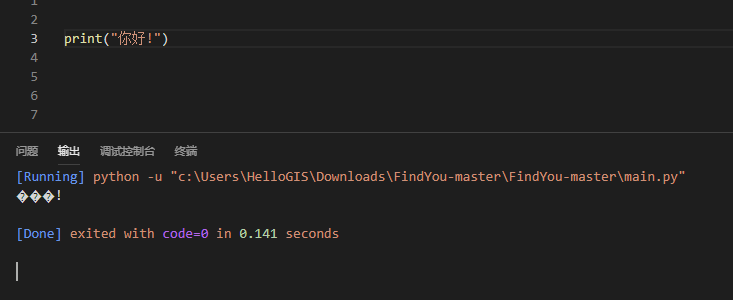 1
2
3 print("你好!")
4
5
6
7
问题 输出 调试控制台 终端
[Running] python -u "c:\Users\HelloGIS\Downloads\FindYou-master\FindYou-master\main.py"
���!
[Done] exited with code=0 in 0.141 seconds